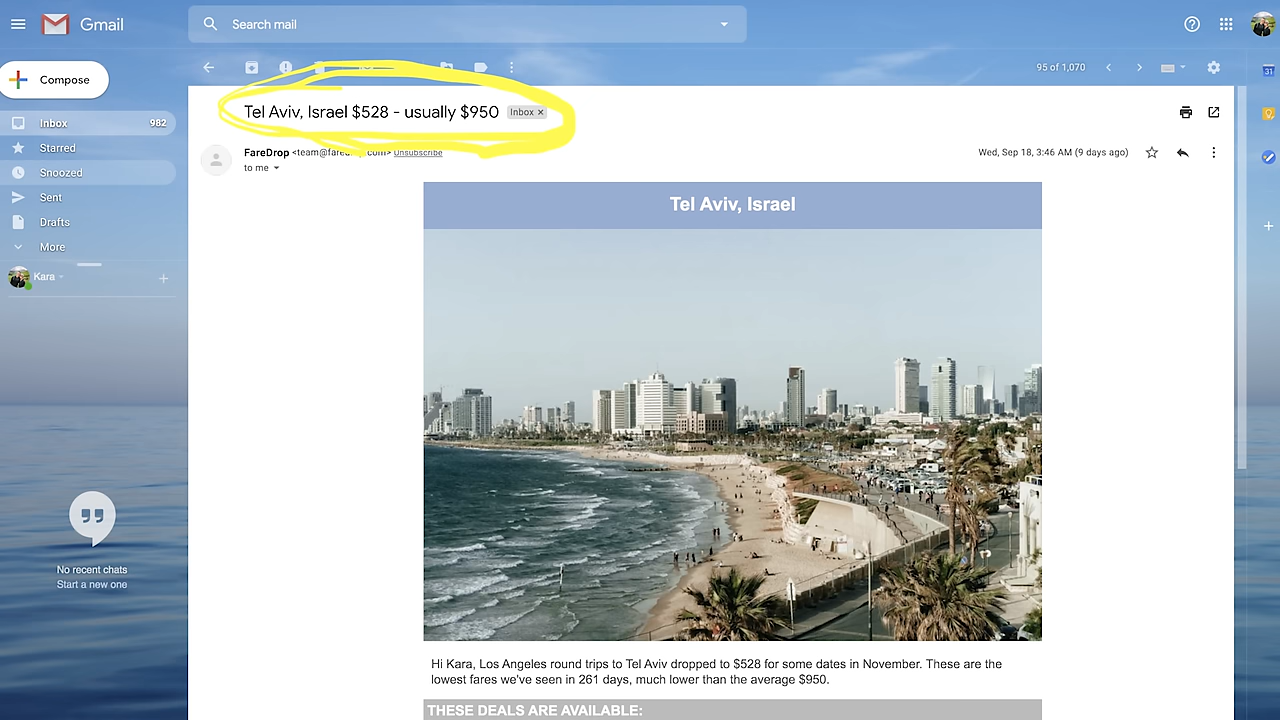 Gmail
Search mail
Compose
95 of 1,070
31
Inbox 982
Starred
Snoozed
Sent
Drafts
More
Kara
No recent chats
Start a new one
Tel Aviv, Israel $528 - usually $950 Inbox ×
FareDrop Unsubscribe
Wed, Sep 18, 3:46 AM (9 days ago)
to me
Tel Aviv, Israel
Hi Kara, Los Angeles round trips to Tel Aviv dropped to $528 for some dates in November. These are the
lowest fares we've seen in 261 days, much lower than the average $950.
THESE DEALS ARE AVAILABLE: